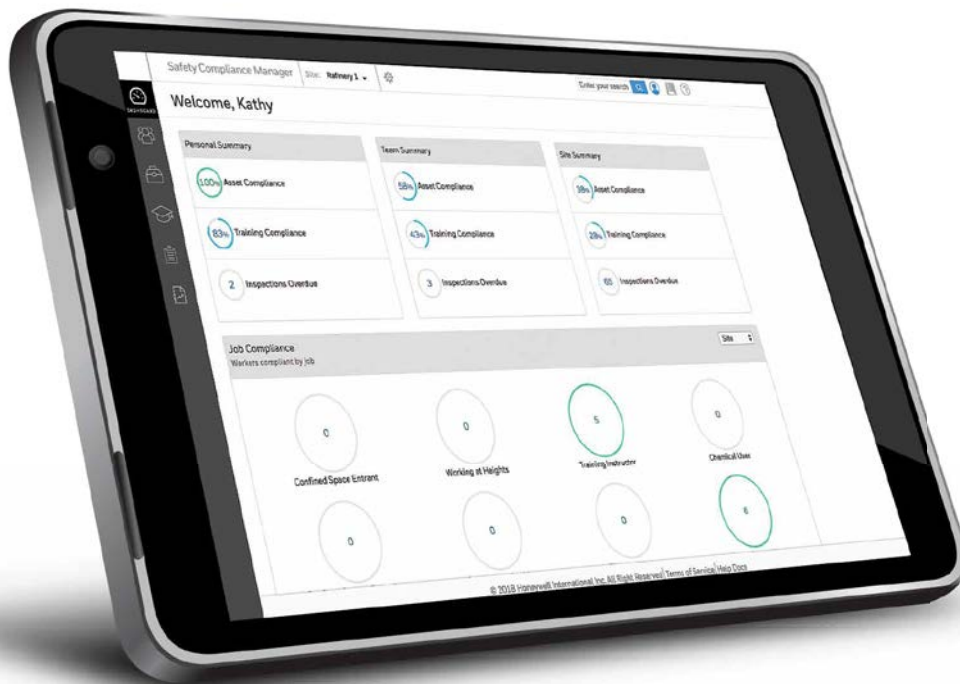 Safety Compliance Manager Site: Refinery 1 Enter your search
DASHBOARD
Welcome, Kathy
Personal Summary
100% Asset Compliance
83% Training Compliance
2 Inspections Overdue
Team Summary
58% Asset Compliance
43% Training Compliance
3 Inspections Overdue
Site Summary
38% Asset Compliance
28% Training Compliance
Inspections Overdue
Job Compliance Site
Workers compliant by job
0 0 5 0
Confined Space Entrant Working at Heights Training Instructor Chemical User
0 0 0 6
© 2018 Honeywell International Inc. All Right Reserved| Terms of Service| Help Docs